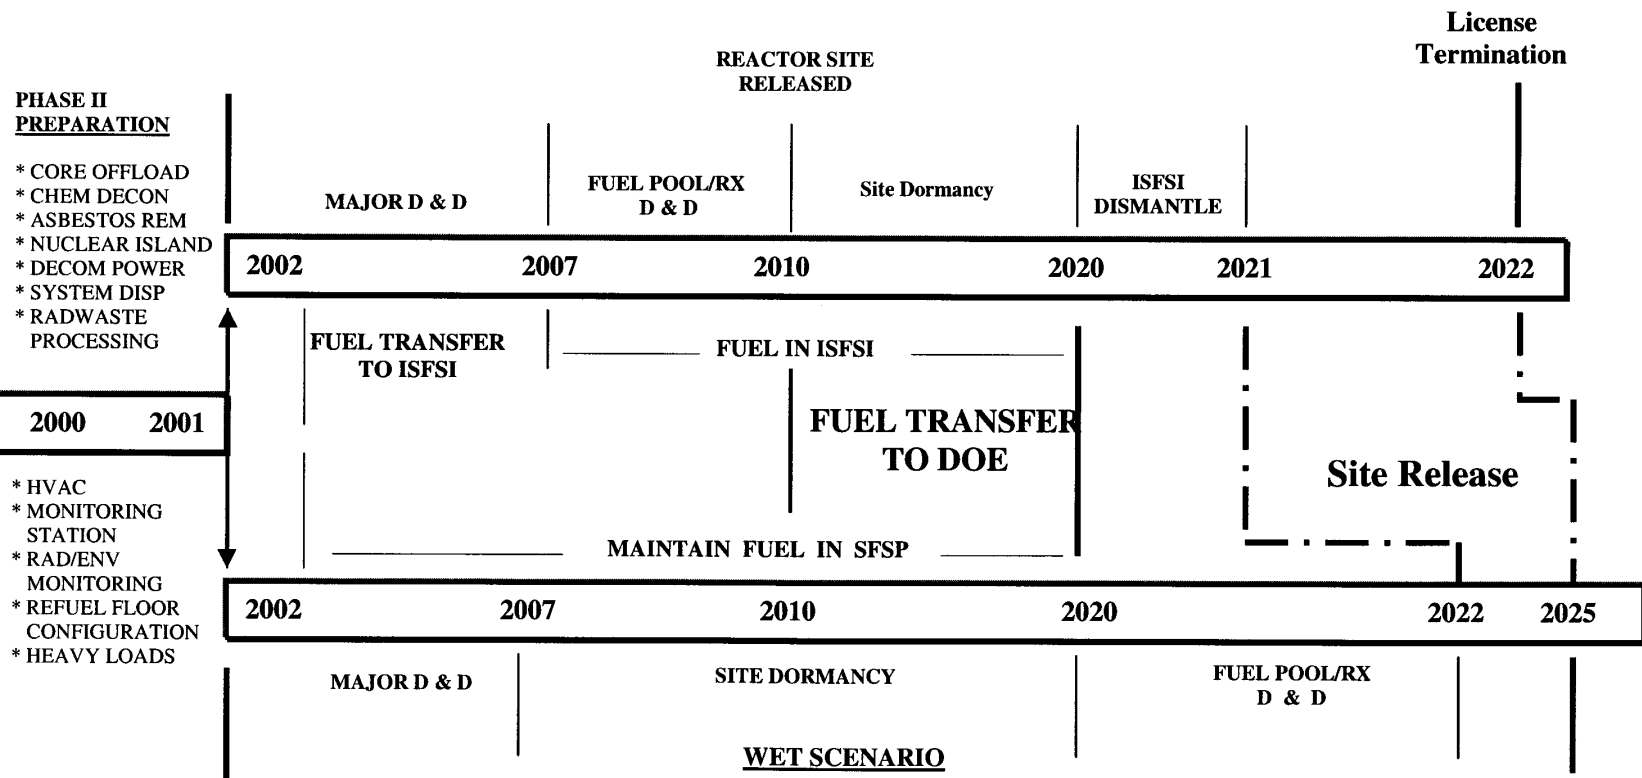 License
Termination
REACTOR SITE
RELEASED
PHASE II
PREPARATION
* CORE OFFLOAD
* CHEM DECON
* ASBESTOS REM
* NUCLEAR ISLAND
* DECOM POWER
* SYSTEM DISP
* RADWASTE
PROCESSING
MAJOR D & D
FUEL POOL/RX
D & D
Site Dormancy
ISFSI
DISMANTLE
2002 2007 2010 2020 2021 2022
FUEL TRANSFER
TO ISFSI
FUEL IN ISFSI
2000 2001
FUEL TRANSFER
TO DOE
Site Release
* HVAC
* MONITORING
STATION
* RAD/ENV
MONITORING
* REFUEL FLOOR
CONFIGURATION
* HEAVY LOADS
MAINTAIN FUEL IN SFSP
2002 2007 2010 2020 2022 2025
MAJOR D & D
SITE DORMANCY
FUEL POOL/RX
D & D
WET SCENARIO